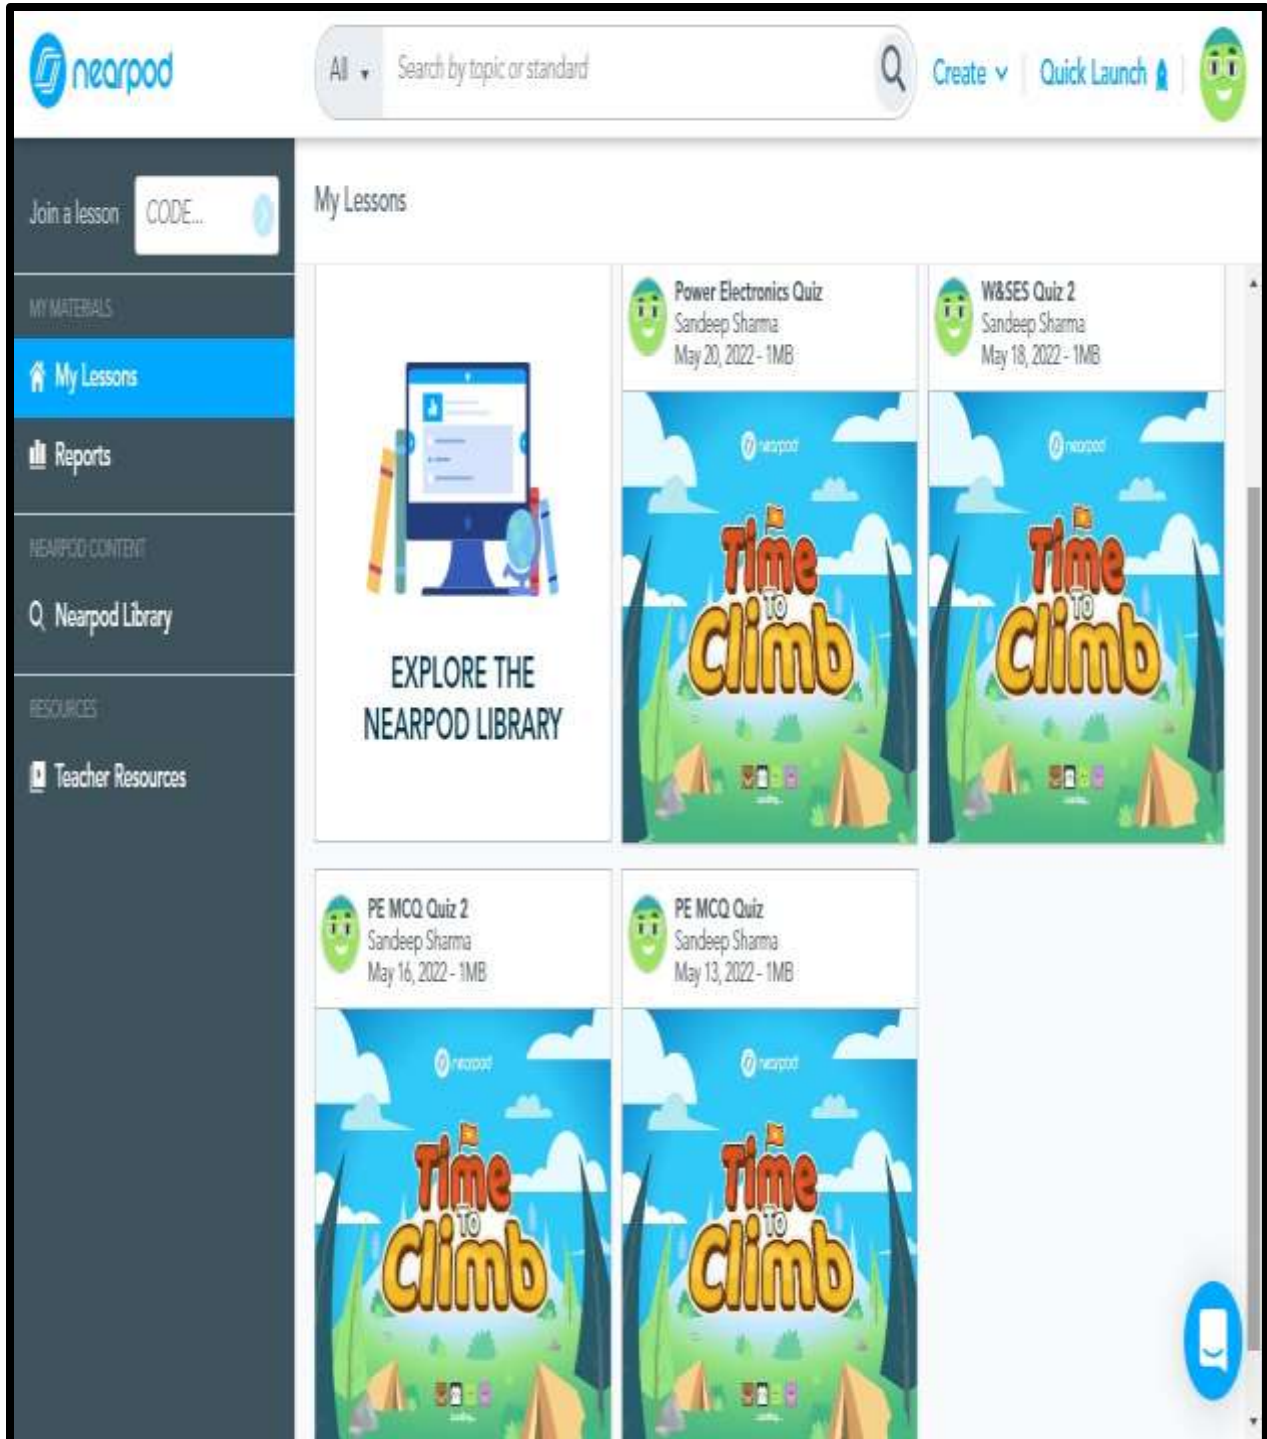 nearpod
All
Search by topic or standard
Create
Quick Launch
Join a lesson
CODE...
MY MATERIALS
My Lessons
Reports
NEARPOD CONTENT
Nearpod Library
RESOURCES
Teacher Resources
My Lessons
EXPLORE THE
NEARPOD LIBRARY
Power Electronics Quiz
Sandeep Sharma
May 20, 2022 - 1MB
nearpod
Time
TO
Climb
Loading...
W&SES Quiz 2
Sandeep Sharma
May 18, 2022 - 1MB
nearpod
Time
TO
Climb
Loading...
PE MCQ Quiz 2
Sandeep Sharma
May 16, 2022 - 1MB
nearpod
Time
TO
Climb
Loading...
PE MCQ Quiz
Sandeep Sharma
May 13, 2022 - 1MB
nearpod
Time
TO
Climb
Loading...